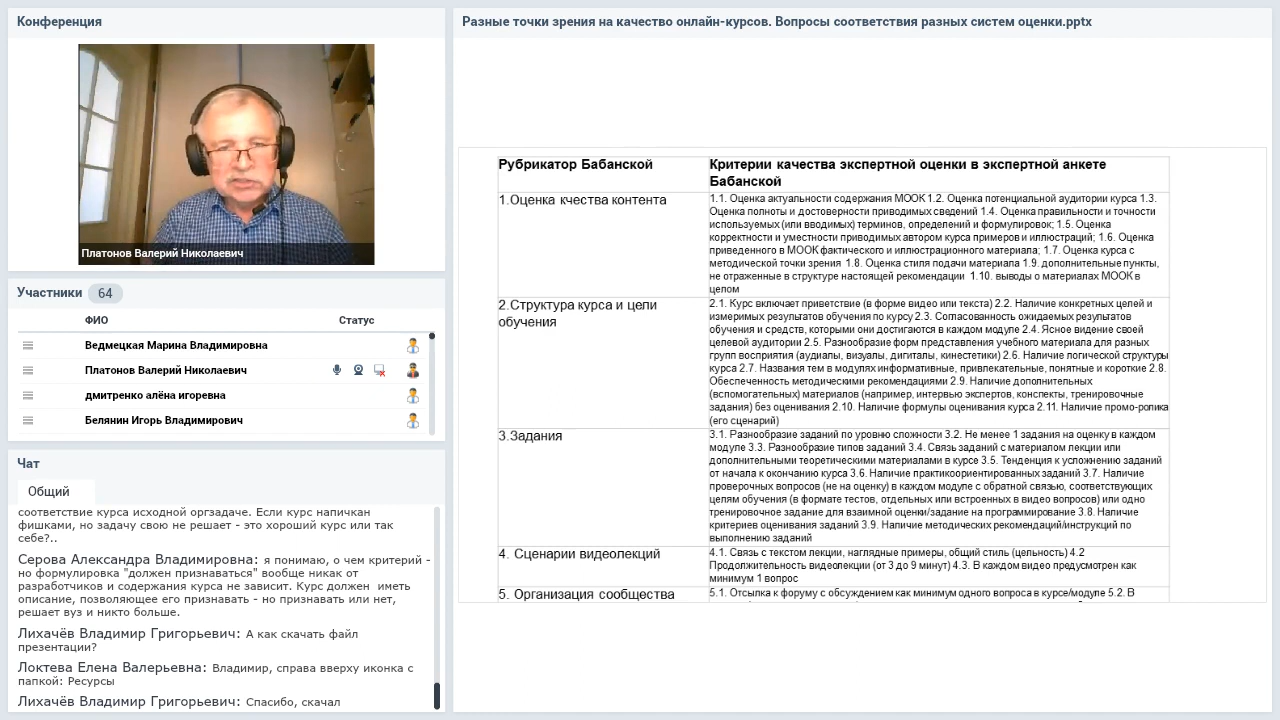 Конференция
Платонов Валерий Николаевич
Участники 64
ФИО Статус
Ведмецкая Марина Владимировна
Платонов Валерий Николаевич
дмитренко алёна игоревна
Белянин Игорь Владимирович
Чат
Общий
соответствие курса исходной оргзадаче. Если курс напичкан
фишками, но задачу свою не решает - это хороший курс или так
себе?..
Серова Александра Владимировна: я понимаю, о чем критерий -
но формулировка "должен признаваться" вообще никак от
разработчиков и содержания курса не зависит. Курс должен иметь
описание, позволяющее его признавать - но признавать или нет,
решает вуз и никто больше.
Лихачёв Владимир Григорьевич: А как скачать файл
презентации?
Локтева Елена Валерьевна: Владимир, справа вверху иконка с
папкой: Ресурсы
Лихачёв Владимир Григорьевич: Спасибо, скачал
Разные точки зрения на качество онлайн-курсов. Вопросы соответствия разных систем оценки.pptx
Рубрикатор Бабанской
Критерии качества экспертной оценки в экспертной анкете
Бабанской
1.Оценка кчества контента
1.1. Оценка актуальности содержания МООК 1.2. Оценка потенциальной аудитории курса 1.3.
Оценка полноты и достоверности приводимых сведений 1.4. Оценка правильности и точности
используемых (или вводимых) терминов, определений и формулировок; 1.5. Оценка
корректности и уместности приводимых автором курса примеров и иллюстраций; 1.6. Оценка
приведенного в МООК фактического и иллюстрационного материала; 1.7. Оценка курса с
методической точки зрения 1.8. Оценка стиля подачи материала 1.9. дополнительные пункты,
не отраженные в структуре настоящей рекомендации 1.10. выводы о материалах МООК в
целом
2.Структура курса и цели
обучения
2.1. Курс включает приветствие (в форме видео или текста) 2.2. Наличие конкретных целей и
измеримых результатов обучения по курсу 2.3. Согласованность ожидаемых результатов
обучения и средств, которыми они достигаются в каждом модуле 2.4. Ясное видение своей
целевой аудитории 2.5. Разнообразие форм представления учебного материала для разных
групп восприятия (аудиалы, визуалы, дигиталы, кинестетики) 2.6. Наличие логической структуры
курса 2.7. Названия тем в модулях информативные, привлекательные, понятные и короткие 2.8.
Обеспеченность методическими рекомендациями 2.9. Наличие дополнительных
(вспомогательных) материалов (например, интервью экспертов, конспекты, тренировочные
задания) без оценивания 2.10. Наличие формулы оценивания курса 2.11. Наличие промо-ролика
(его сценарий)
3.Задания
3.1. Разнообразие заданий по уровню сложности 3.2. Не менее 1 задания на оценку в каждом
модуле 3.3. Разнообразие типов заданий 3.4. Связь заданий с материалом лекции или
дополнительными теоретическими материалами в курсе 3.5. Тенденция к усложнению заданий
от начала к окончанию курса 3.6. Наличие практикоориентированных заданий 3.7. Наличие
проверочных вопросов (не на оценку) в каждом модуле с обратной связью, соответствующих
целям обучения (в формате тестов, отдельных или встроенных в видео вопросов) или одно
тренировочное задание для взаимной оценки/задание на программирование 3.8. Наличие
критериев оценивания заданий 3.9. Наличие методических рекомендаций/инструкций по
выполнению заданий
4. Сценарии видеолекций
4.1. Связь с текстом лекции, наглядные примеры, общий стиль (цельность) 4.2
Продолжительность видеолекции (от 3 до 9 минут) 4.3. В каждом видео предусмотрен как
минимум 1 вопрос
5. Организация сообщества
5.1. Отсылка к форуму с обсуждением как минимум одного вопроса в курсе/модуле 5.2. В